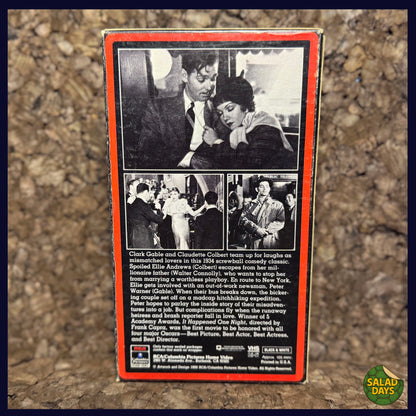 Clark Gable and Claudette Colbert team up for laughs as
mismatched lovers in this 1934 screwball comedy classic.
Spoiled Ellie Andrews (Colbert) escapes from her mil-
lionaire father (Walter Connolly), who wants to stop her
from marrying a worthless playboy. En route to New York,
Ellie gets involved with an out-of-work newsman, Peter
Warner (Gable). When their bus breaks down, the bicker-
ing couple set off on a madcap hitchhiking expedition.
Peter hopes to parlay the inside story of their misadven-
tures into a job. But complications fly when the runaway
heiress and brash reporter fall in love. Winner of 5
Academy Awards, It Happened One Night, directed by
Frank Capra, was the first movie to be honored with all
four major Oscars—Best Picture, Best Actor, Best Actress,
and Best Director.
RCA/Columbia Pictures Home Video
VHS
BLACK & WHITE
Printed in U.S.A.
SALAD
DAYS